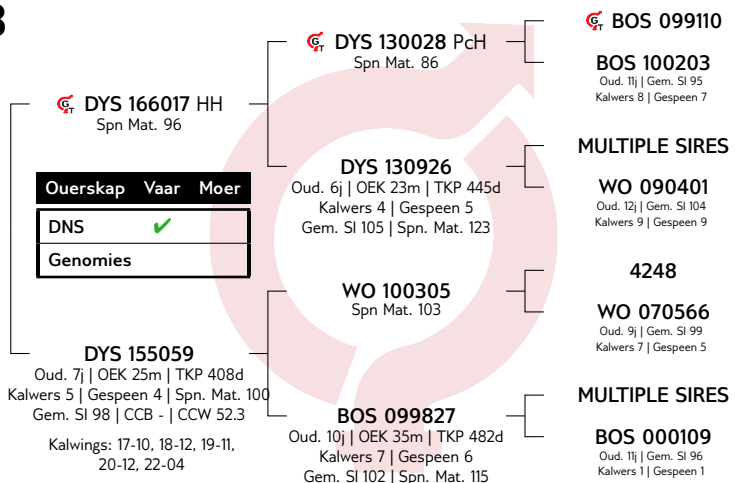 3
DYS 166017 HH
Spn Mat. 96
Ouerskap Vaar Moer
DNS ✔
Genomies
DYS 155059
Oud. 7j | OEK 25m | TKP 408d
Kalwers 5 | Gespeen 4 | Spn. Mat. 100
Gem. SI 98 | CCB - | CCW 52.3
Kalwings: 17-10, 18-12, 19-11,
20-12, 22-04
GT DYS 130028 PcH
Spn Mat. 86
DYS 130926
Oud. 6j | OEK 23m | TKP 445d
Kalwers 4 | Gespeen 5
Gem. SI 105 | Spn. Mat. 123
WO 100305
Spn Mat. 103
BOS 099827
Oud. 10j | OEK 35m | TKP 482d
Kalwers 7 | Gespeen 6
Gem. SI 102 | Spn. Mat. 115
GT BOS 099110
BOS 100203
Oud. 11j | Gem. SI 95
Kalwers 8 | Gespeen 7
MULTIPLE SIRES
WO 090401
Oud. 12j | Gem. SI 104
Kalwers 9 | Gespeen 9
4248
WO 070566
Oud. 9j | Gem. SI 99
Kalwers 7 | Gespeen 5
MULTIPLE SIRES
BOS 000109
Oud. 11j | Gem. SI 96
Kalwers 1 | Gespeen 1